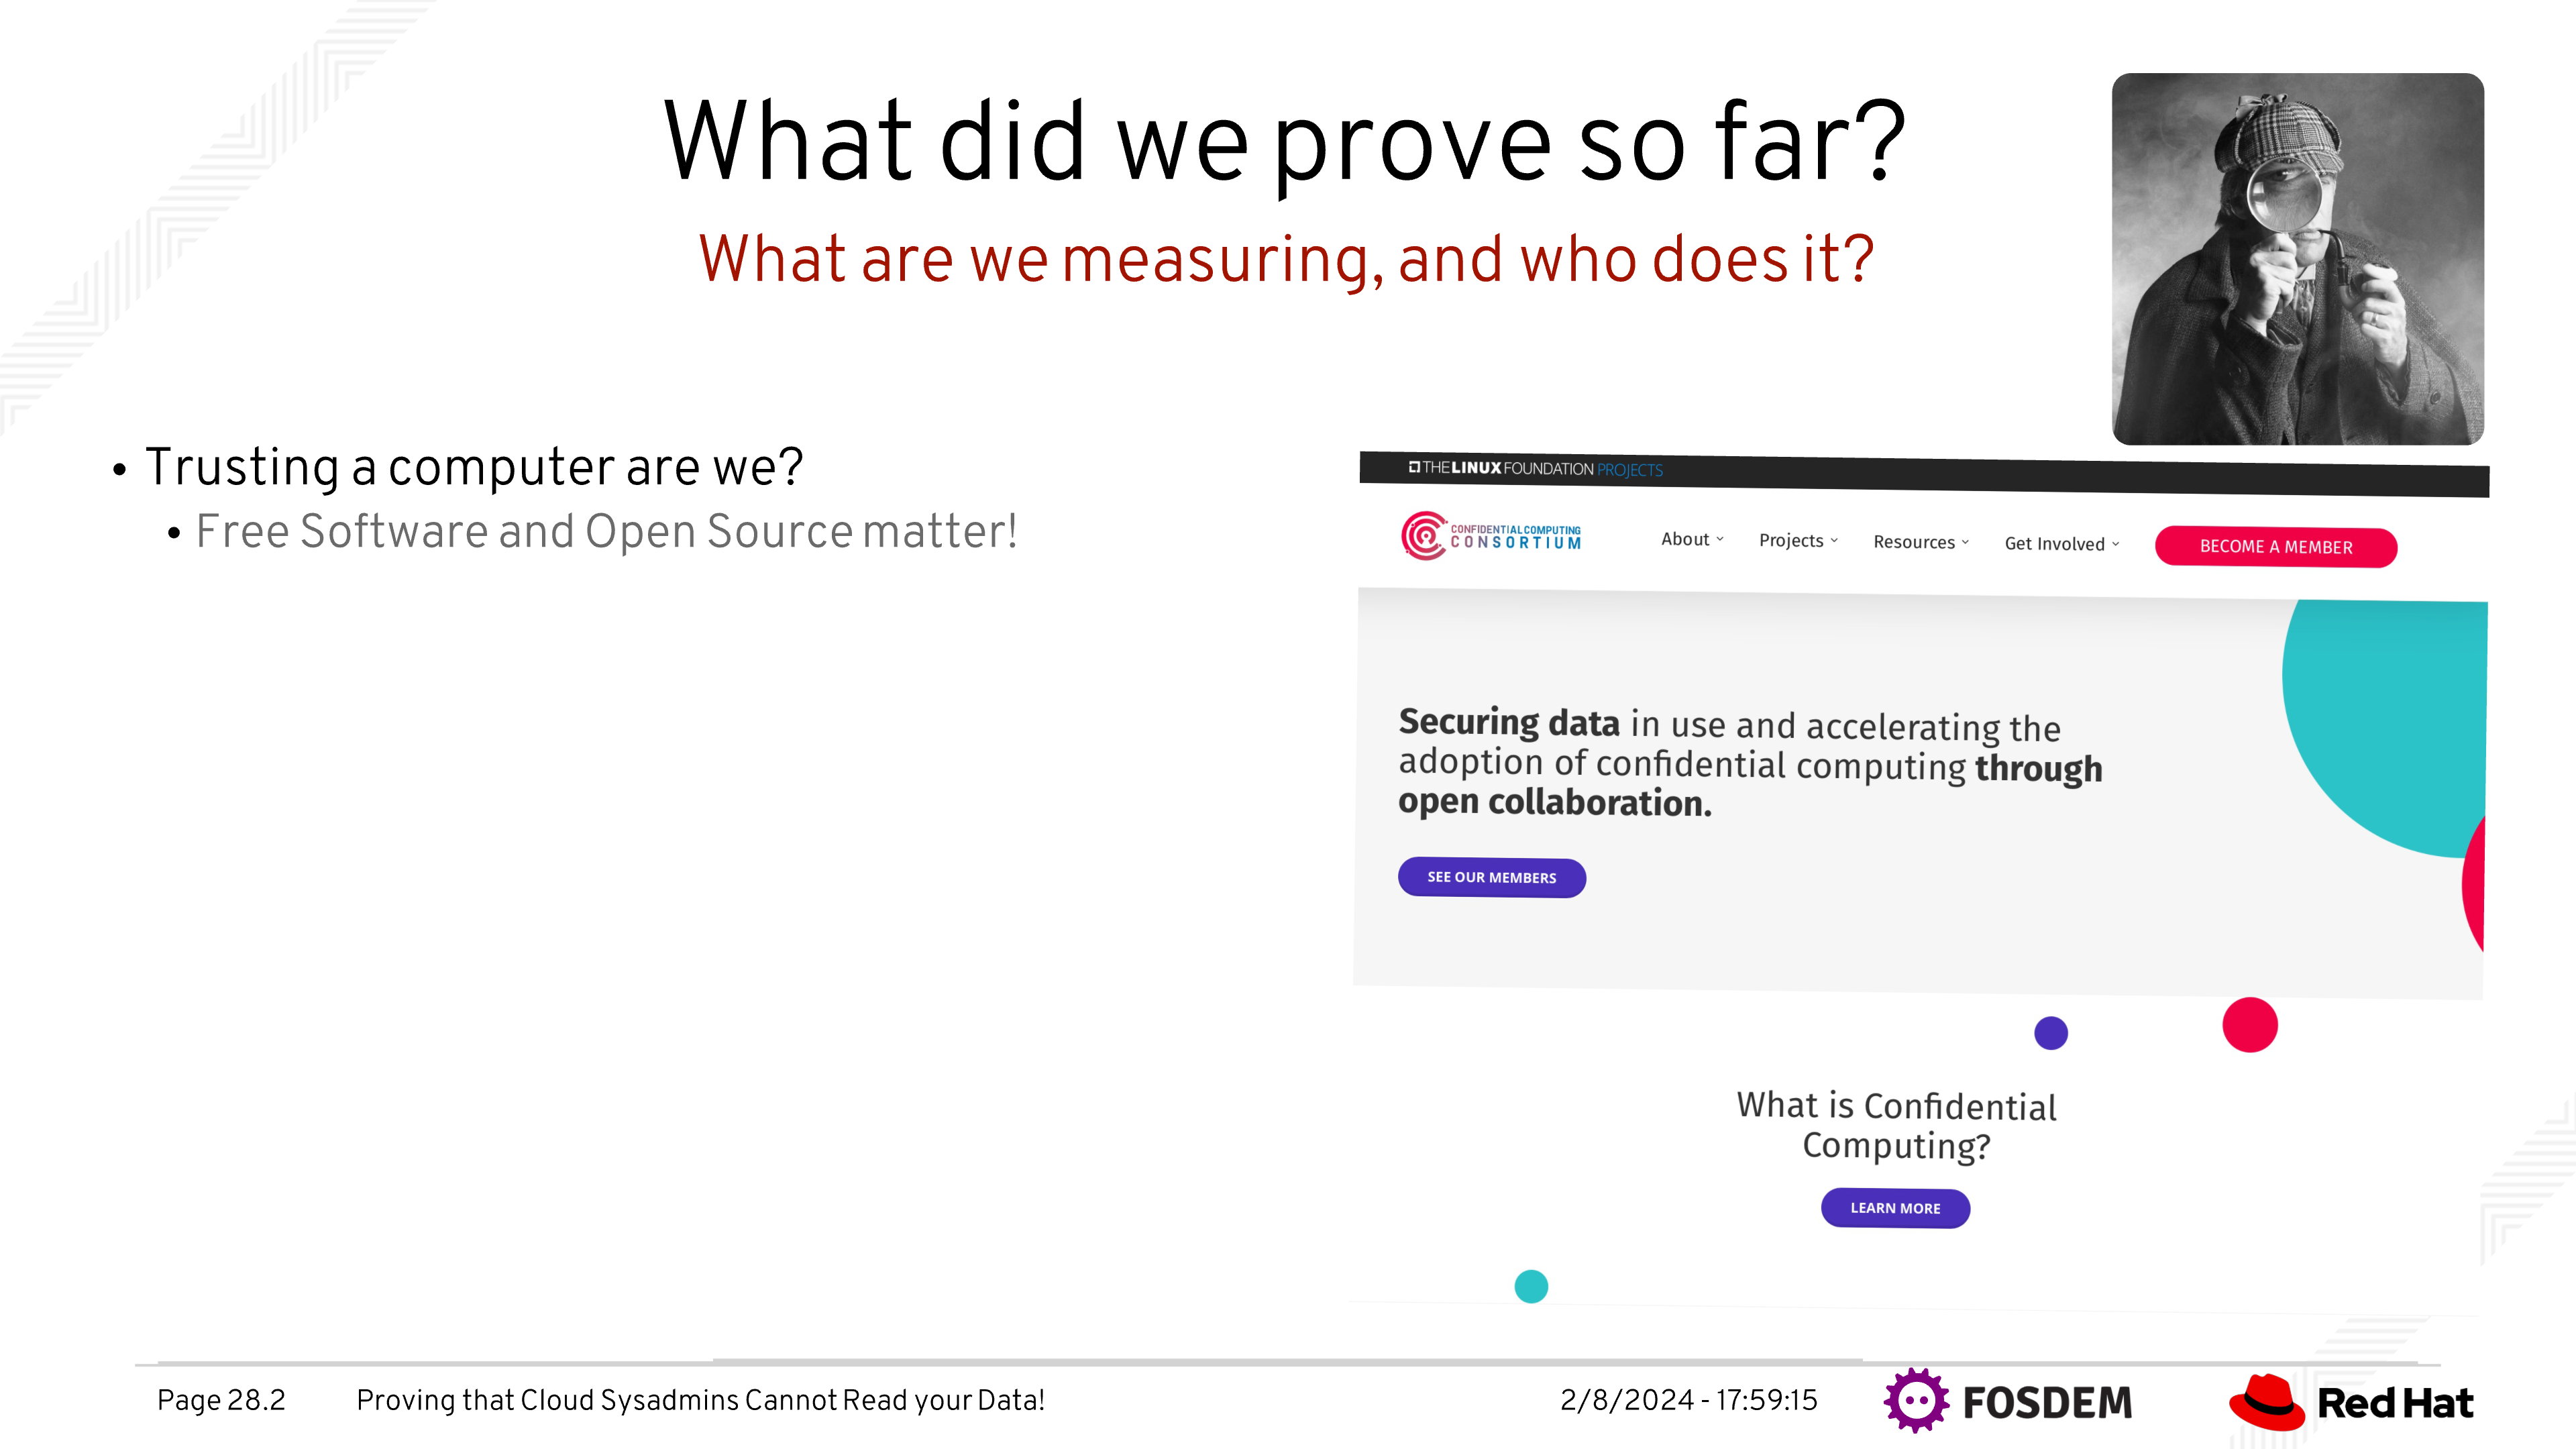 What did we prove so far?
What are we measuring, and who does it?
• Trusting a computer are we?
• Free Software and Open Source matter!
THE LINUX FOUNDATION PROJECTS
CONFIDENTIAL COMPUTING
CONSORTIUM
About
Projects
Resources
Get Involved
BECOME A MEMBER
Securing data in use and accelerating the
adoption of confidential computing through
open collaboration.
SEE OUR MEMBERS
What is Confidential
Computing?
LEARN MORE
Page 28.2
Proving that Cloud Sysadmins Cannot Read your Data!
2/8/2024 - 17:59:15
FOSDEM
Red Hat